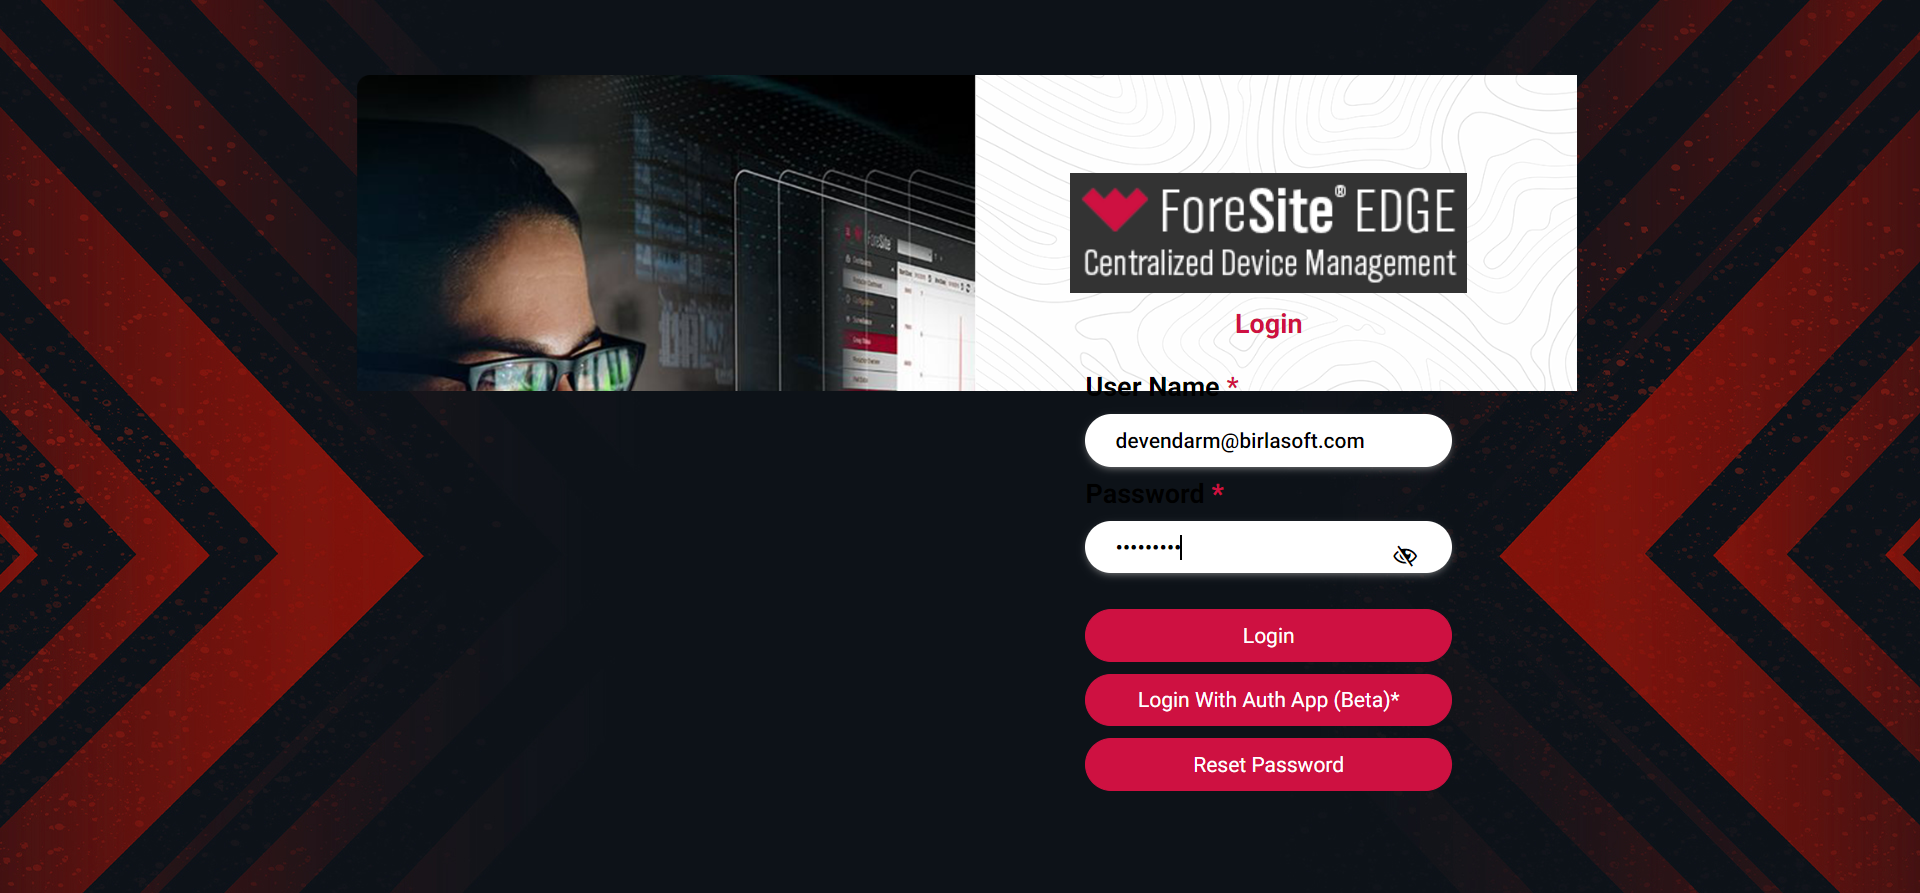 ForeSite
ForeSite® EDGE
Centralized Device Management
Login
User Name *
devendarm@birlasoft.com
Password *
Login
Login With Auth App (Beta)*
Reset Password